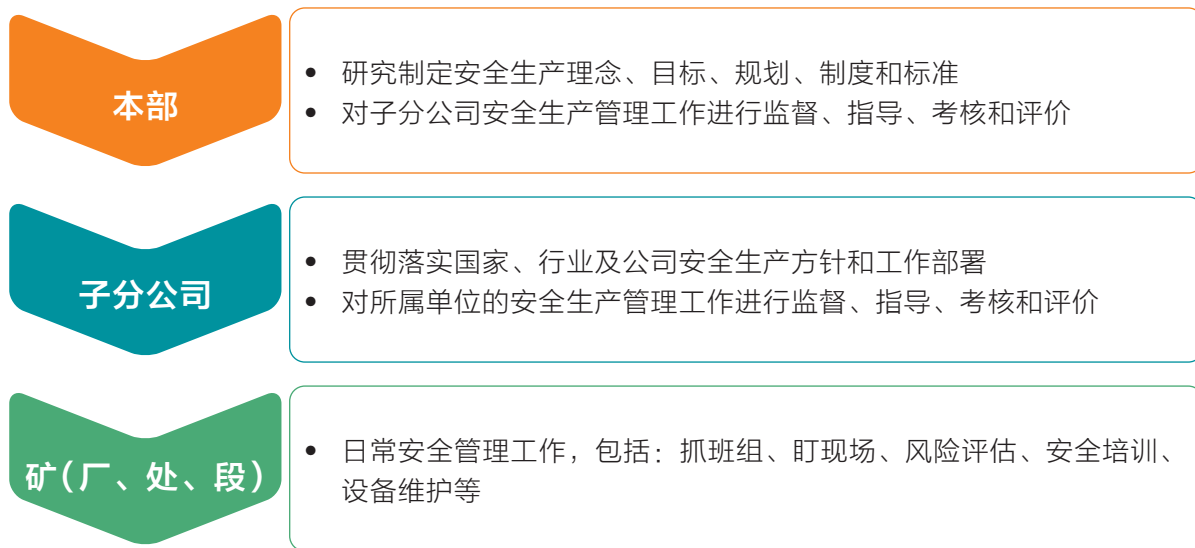 本部
• 研究制定安全生产理念、目标、规划、制度和标准
• 对子分公司安全生产管理工作进行监督、指导、考核和评价
子分公司
• 贯彻落实国家、行业及公司安全生产方针和工作部署
• 对所属单位的安全生产管理工作进行监督、指导、考核和评价
矿（厂、处、段）
• 日常安全管理工作，包括：抓班组、盯现场、风险评估、安全培训、
设备维护等